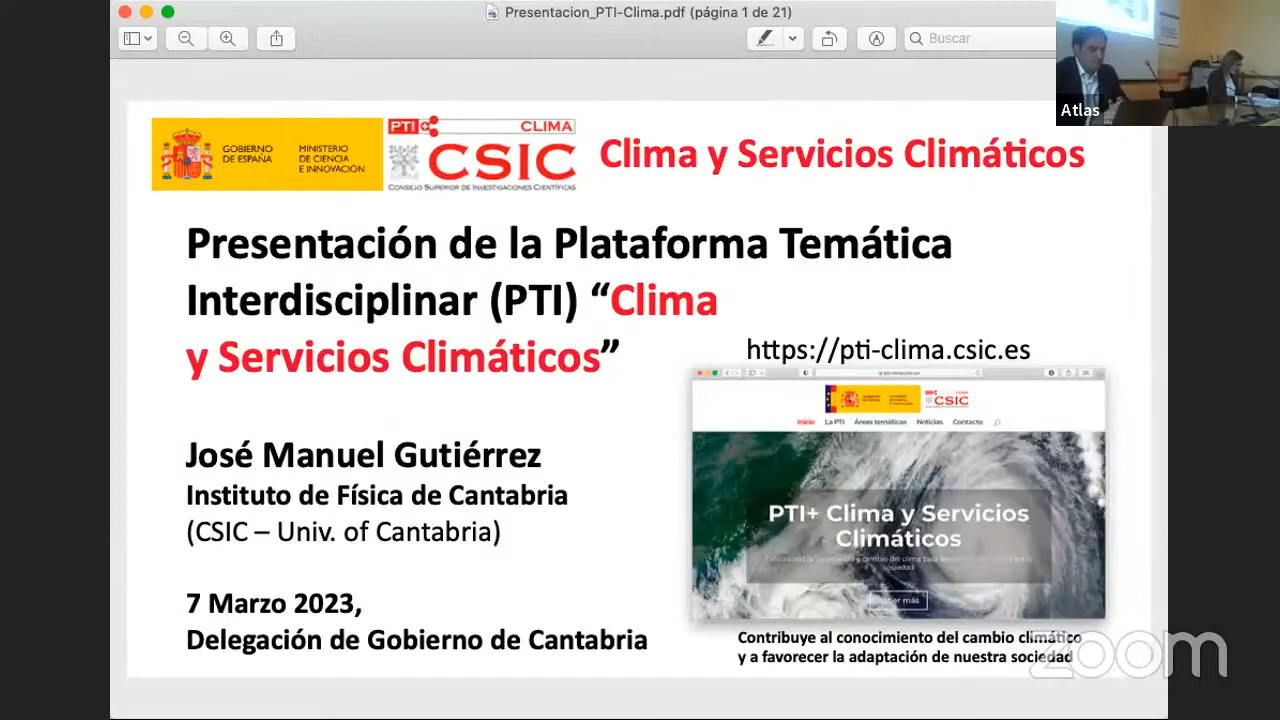 Presentacion_PTI-Clima.pdf (página 1 de 21)
Buscar
Atlas
GOBIERNO
DE ESPAÑA
MINISTERIO
DE CIENCIA
E INNOVACIÓN
PTI CLIMA
CSIC
CONSEJO SUPERIOR DE INVESTIGACIONES CIENTÍFICAS
Clima y Servicios Climáticos
Presentación de la Plataforma Temática
Interdisciplinar (PTI) “Clima
y Servicios Climáticos”
https://pti-clima.csic.es
CSIC
Inicio La PTI Áreas temáticas Noticias Contacto
PTI+ Clima y Servicios
Climáticos
sociedad
más
José Manuel Gutiérrez
Instituto de Física de Cantabria
(CSIC – Univ. of Cantabria)
7 Marzo 2023,
Delegación de Gobierno de Cantabria
Contribuye al conocimiento del cambio climático
y a favorecer la adaptación de nuestra sociedad
zoom